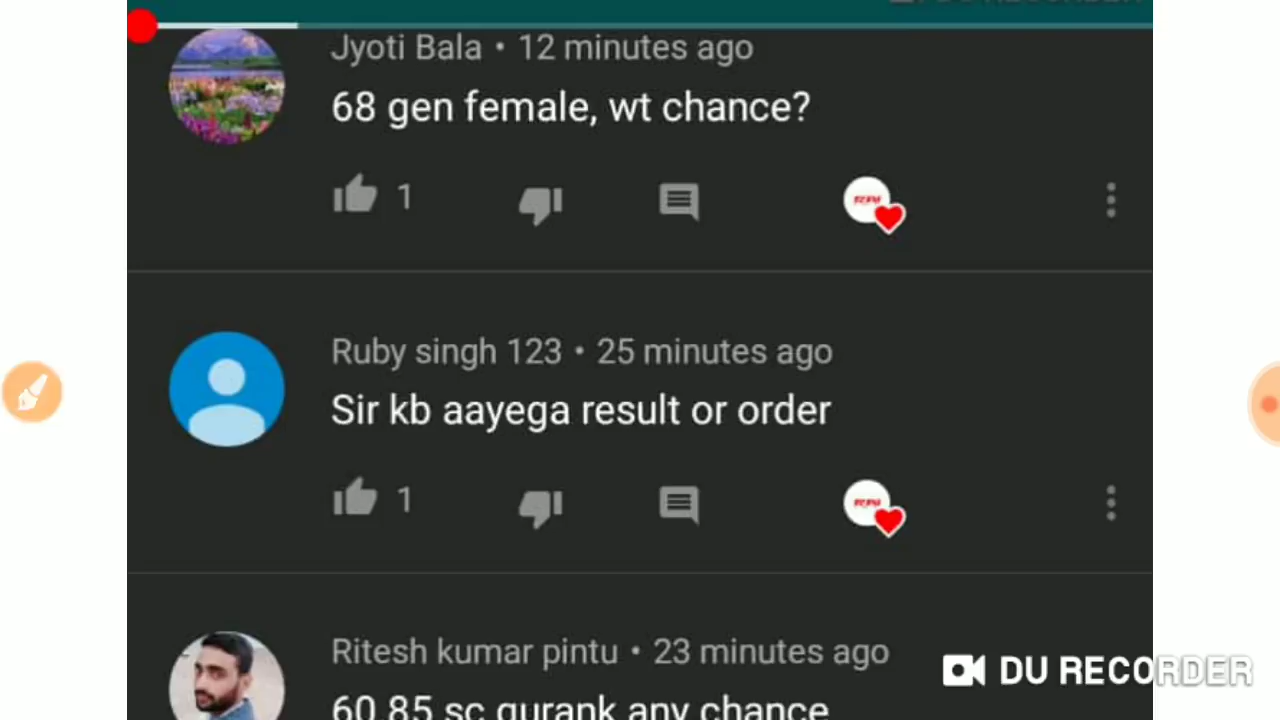 Jyoti Bala • 12 minutes ago
68 gen female, wt chance?
1
Ruby singh 123 • 25 minutes ago
Sir kb aayega result or order
1
Ritesh kumar pintu • 23 minutes ago
60.85 sc gurank any chance
DU RECORDER